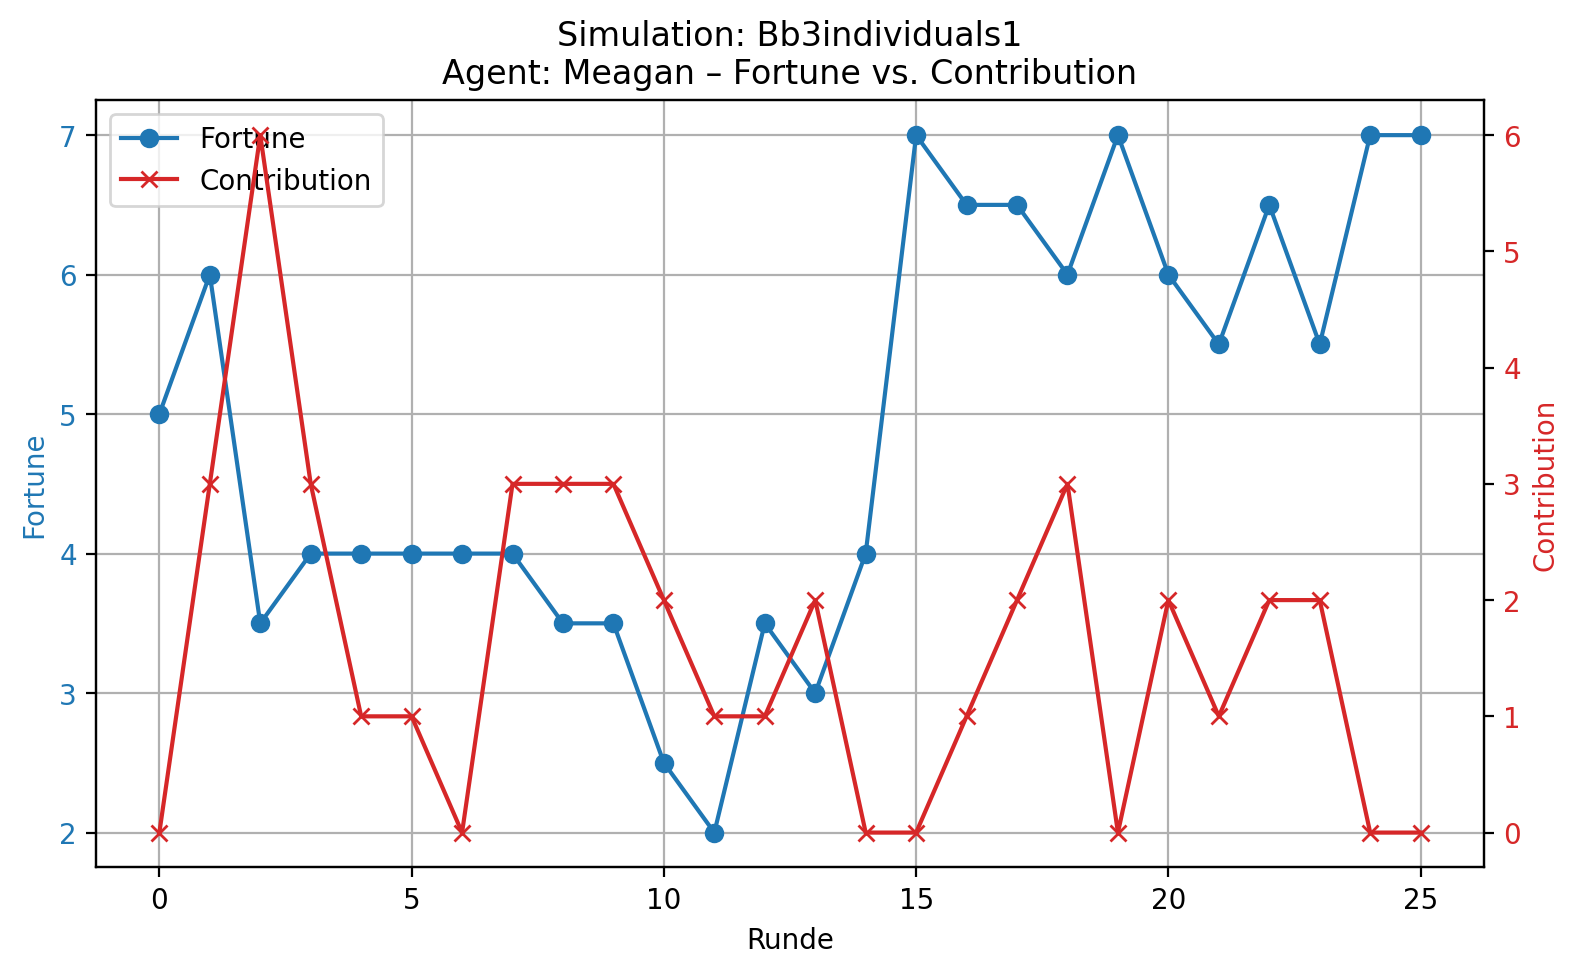 Simulation: Bb3individuals1
Agent: Meagan – Fortune vs. Contribution
Fortune
Contribution
7
6
5
4
3
2
Fortune
6
5
4
3
2
1
0
Contribution
0 5 10 15 20 25
Runde